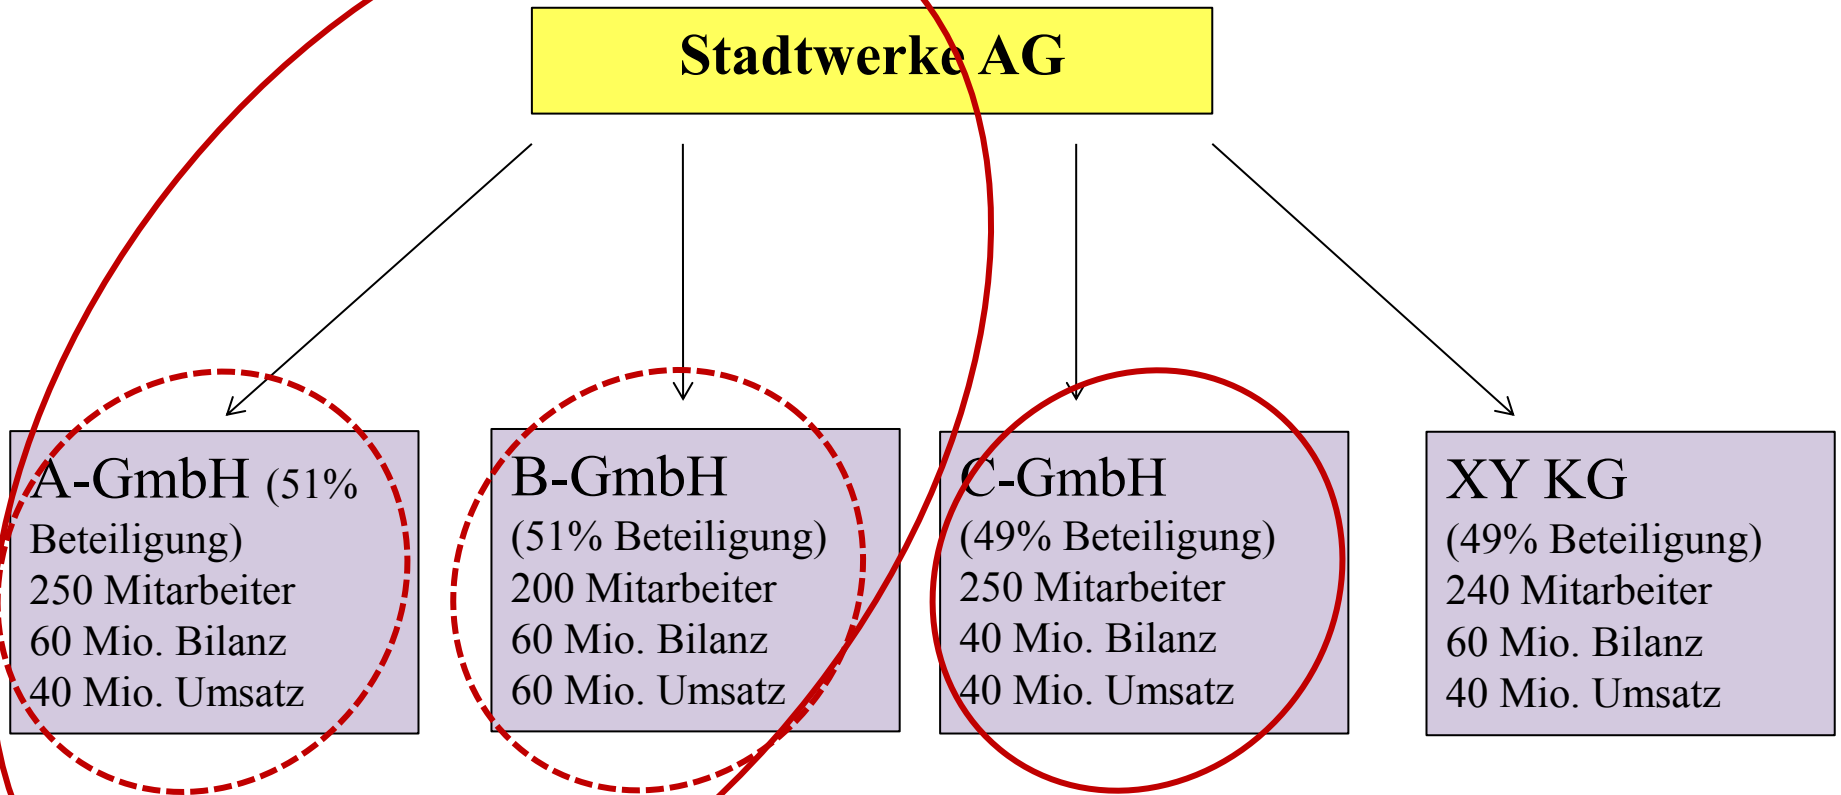 Stadtwerke AG
A-GmbH (51%
Beteiligung)
250 Mitarbeiter
60 Mio. Bilanz
40 Mio. Umsatz
B-GmbH
(51% Beteiligung)
200 Mitarbeiter
60 Mio. Bilanz
60 Mio. Umsatz
C-GmbH
(49% Beteiligung)
250 Mitarbeiter
40 Mio. Bilanz
40 Mio. Umsatz
XY KG
(49% Beteiligung)
240 Mitarbeiter
60 Mio. Bilanz
40 Mio. Umsatz